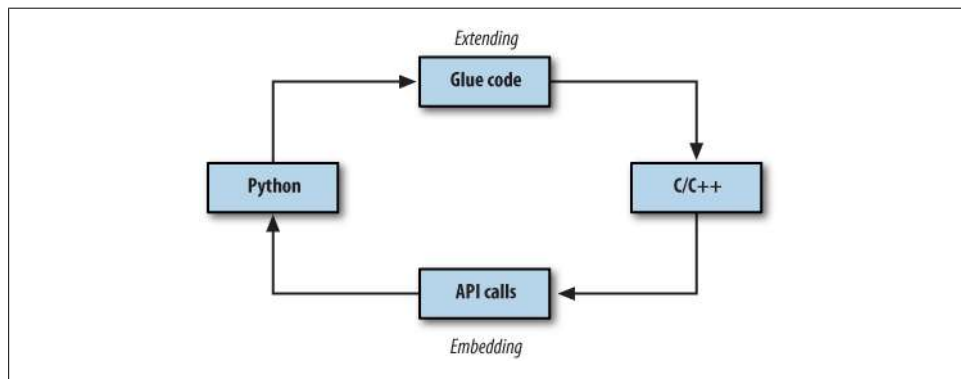 Extending
Glue code
Python
C/C++
API calls
Embedding